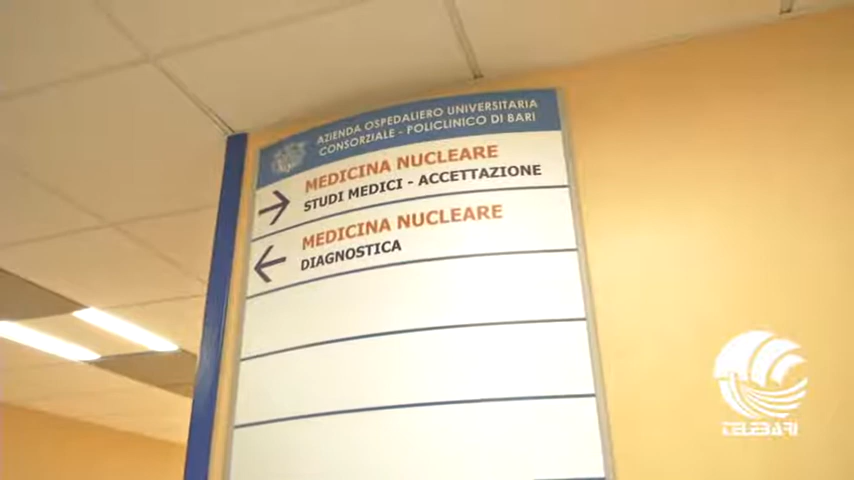 AZIENDA OSPEDALIERO UNIVERSITARIA
CONSORZIALE - POLICLINICO DI BARI
MEDICINA NUCLEARE
STUDI MEDICI - ACCETTAZIONE
MEDICINA NUCLEARE
DIAGNOSTICA
TELEBARI